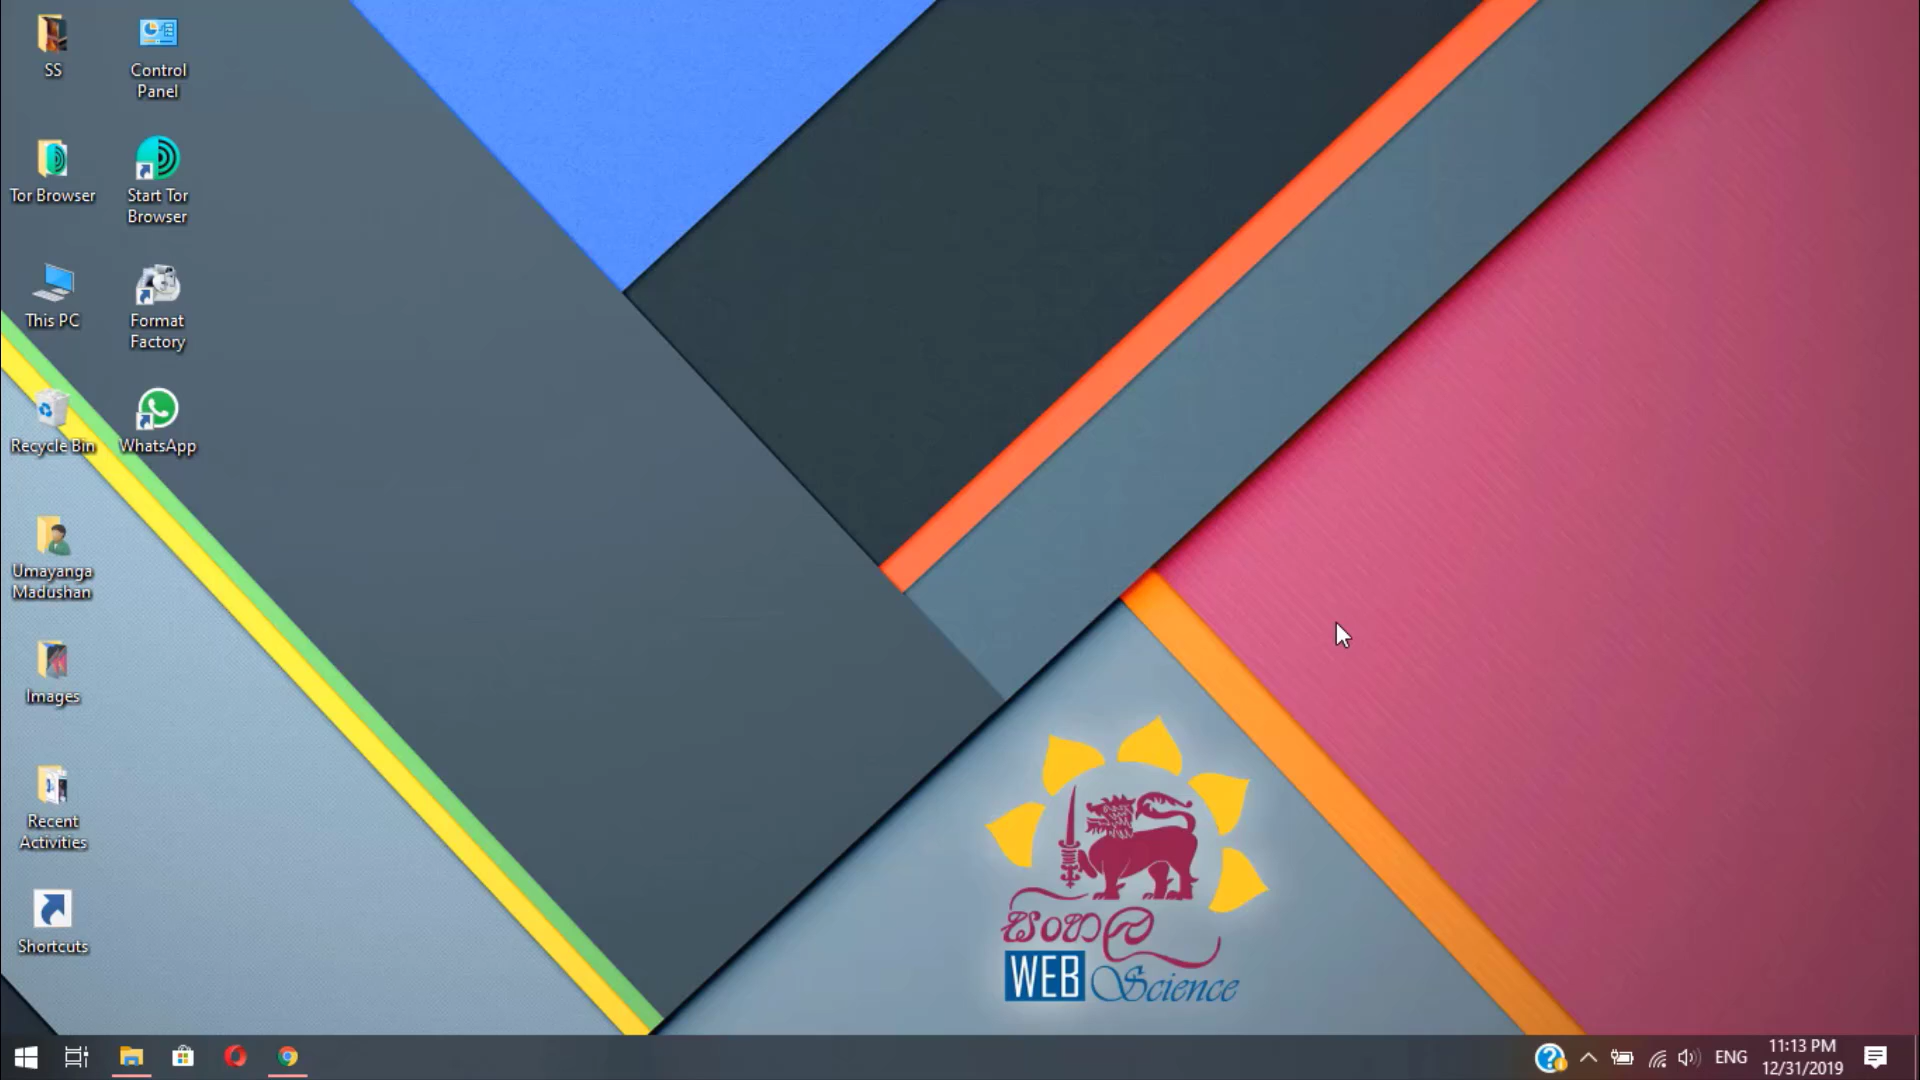 SS
Control
Panel
Tor Browser
Start Tor
Browser
This PC
Format
Factory
Recycle Bin
WhatsApp
Umayanga
Madushan
Images
Recent
Activities
Shortcuts
සිංහල
WEB Science
ENG
11:13 PM
12/31/2019